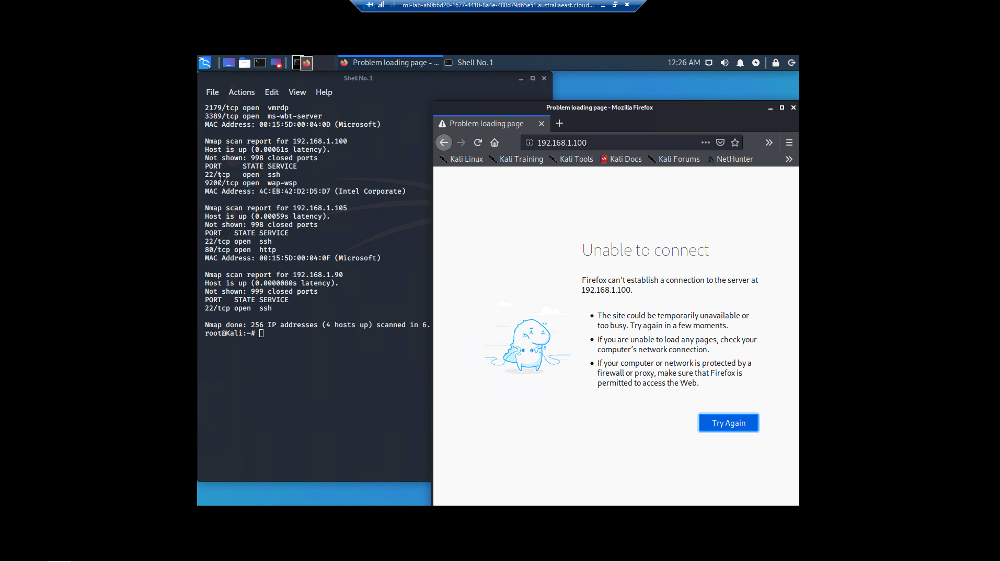 ml-lab-a60b6d20-1677-4410-8a4e-480d79d65e51.australiaeast.cloud...
Problem loading page - ...
Shell No. 1
12:26 AM
Shell No. 1
File Actions Edit View Help
2179/tcp open  vmrdp
3389/tcp open  ms-wbt-server
MAC Address: 00:15:5D:00:04:0D (Microsoft)
Nmap scan report for 192.168.1.100
Host is up (0.00061s latency).
Not shown: 998 closed ports
PORT     STATE SERVICE
22/tcp   open  ssh
9200/tcp open  wap-wsp
MAC Address: 4C:EB:42:D2:D5:D7 (Intel Corporate)
Nmap scan report for 192.168.1.105
Host is up (0.00059s latency).
Not shown: 998 closed ports
PORT   STATE SERVICE
22/tcp open  ssh
80/tcp open  http
MAC Address: 00:15:5D:00:04:0F (Microsoft)
Nmap scan report for 192.168.1.90
Host is up (0.0000080s latency).
Not shown: 999 closed ports
PORT   STATE SERVICE
22/tcp open  ssh
Nmap done: 256 IP addresses (4 hosts up) scanned in 6.
root@Kali:~#
Problem loading page - Mozilla Firefox
Problem loading page
192.168.1.100
Kali Linux Kali Training Kali Tools Kali Docs Kali Forums NetHunter
Unable to connect
Firefox can’t establish a connection to the server at
192.168.1.100.
• The site could be temporarily unavailable or
too busy. Try again in a few moments.
• If you are unable to load any pages, check your
computer’s network connection.
• If your computer or network is protected by a
firewall or proxy, make sure that Firefox is
permitted to access the Web.
Try Again